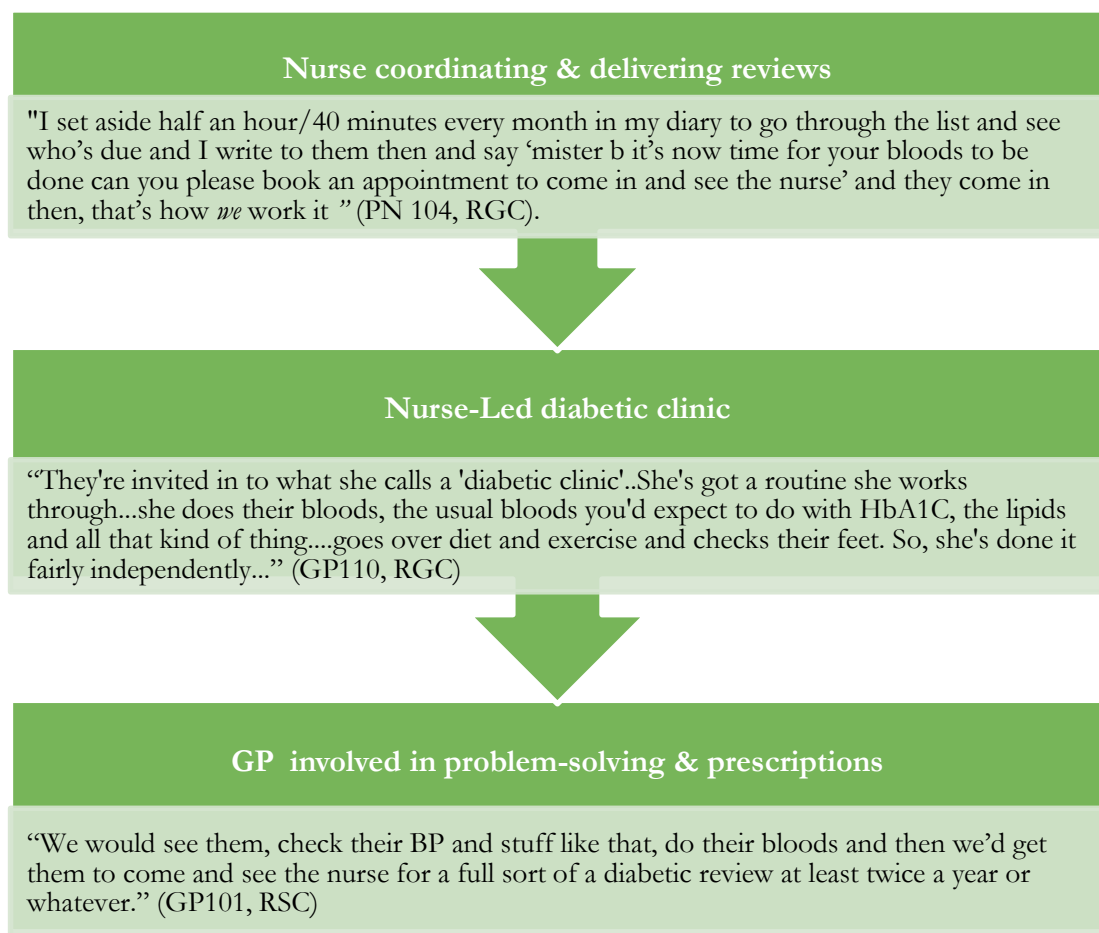 Nurse coordinating & delivering reviews
"I set aside half an hour/40 minutes every month in my diary to go through the list and see
who's due and I write to them then and say ‘mister b it's now time for your bloods to be
done can you please book an appointment to come in and see the nurse’ and they come in
then, that's how we work it ” (PN 104, RGC).
Nurse-Led diabetic clinic
“They're invited in to what she calls a 'diabetic clinic'..She's got a routine she works
through...she does their bloods, the usual bloods you'd expect to do with HbA1C, the lipids
and all that kind of thing....goes over diet and exercise and checks their feet. So, she's done it
fairly independently...” (GP110, RGC)
GP  involved in problem-solving & prescriptions
“We would see them, check their BP and stuff like that, do their bloods and then we’d get
them to come and see the nurse for a full sort of a diabetic review at least twice a year or
whatever.” (GP101, RSC)